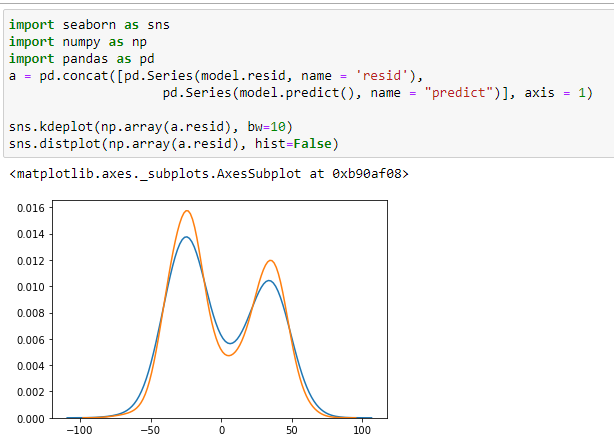 import seaborn as sns
import numpy as np
import pandas as pd
a = pd.concat([pd.Series(model.resid, name = 'resid'),
pd.Series(model.predict(), name = "predict")], axis = 1)
sns.kdeplot(np.array(a.resid), bw=10)
sns.distplot(np.array(a.resid), hist=False)
<matplotlib.axes._subplots.AxesSubplot at 0xb90af08>
0.016
0.014
0.012
0.010
0.008
0.006
0.004
0.002
0.000
−100 −50 0 50 100